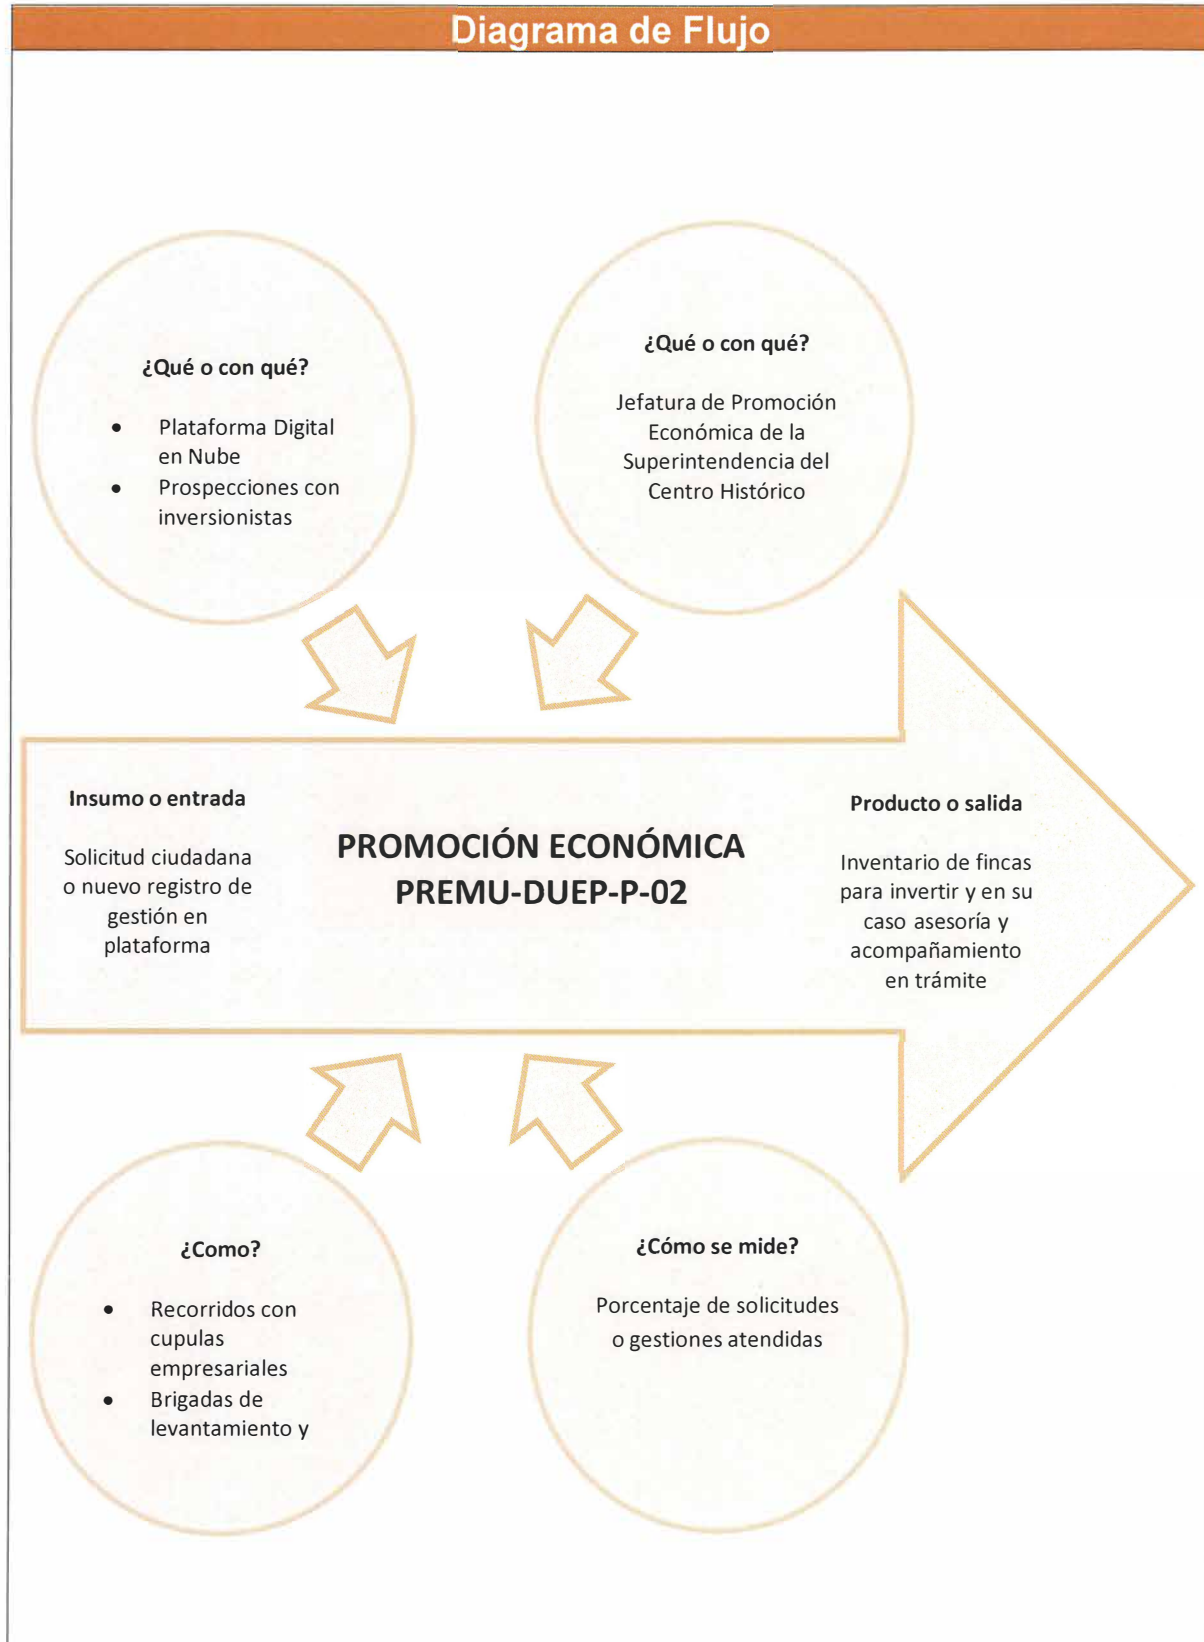 Diagrama de Flujo
¿Qué o con qué?
• Plataforma Digital
en Nube
• Prospecciones con
inversionistas
¿Qué o con qué?
Jefatura de Promoción
Económica de la
Superintendencia del
Centro Histórico
Insumo o entrada
Solicitud ciudadana
o nuevo registro de
gestión en
plataforma
PROMOCIÓN ECONÓMICA
PREMU-DUEP-P-02
Producto o salida
Inventario de fincas
para invertir y en su
caso asesoría y
acompañamiento
en trámite
¿Como?
• Recorridos con
cupulas
empresariales
• Brigadas de
levantamiento y
¿Cómo se mide?
Porcentaje de solicitudes
o gestiones atendidas